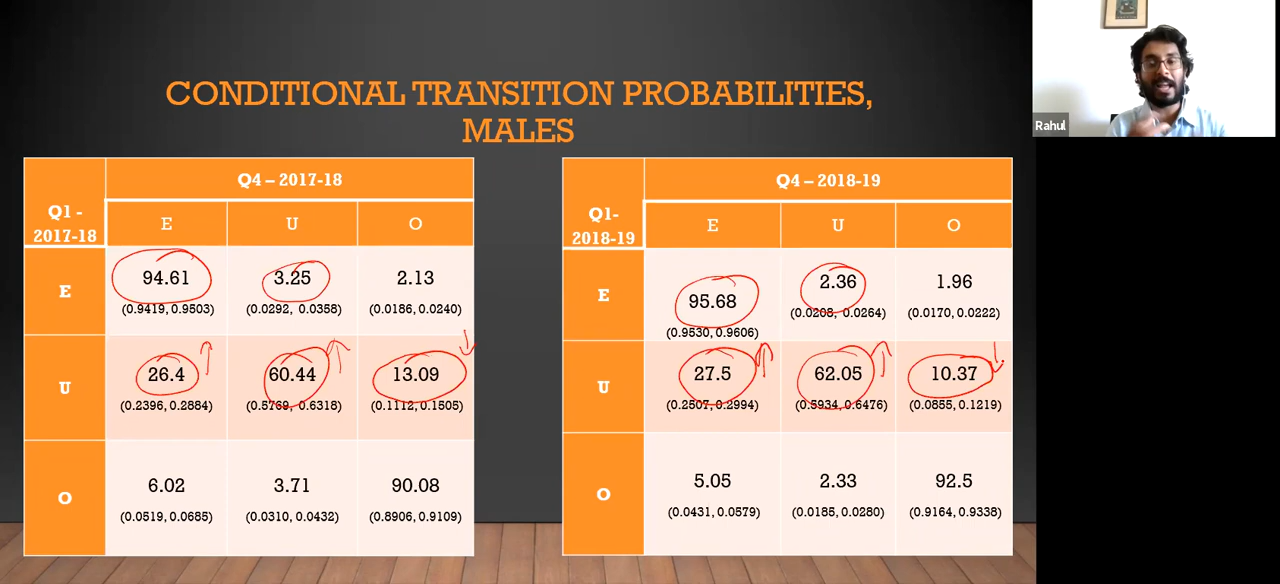 CONDITIONAL TRANSITION PROBABILITIES,
MALES
Rahul
Q1 -
2017-18
Q4 – 2017-18
E U O
E 94.61 3.25 2.13
(0.9419, 0.9503) (0.0292, 0.0358) (0.0186, 0.0240)
U 26.4 60.44 13.09
(0.2396, 0.2884) (0.5769, 0.6318) (0.1112, 0.1505)
O 6.02 3.71 90.08
(0.0519, 0.0685) (0.0310, 0.0432) (0.8906, 0.9109)
Q1-
2018-19
Q4 – 2018-19
E U O
E 95.68 2.36 1.96
(0.9530, 0.9606) (0.0208, 0.0264) (0.0170, 0.0222)
U 27.5 62.05 10.37
(0.2507, 0.2994) (0.5934, 0.6476) (0.0855, 0.1219)
O 5.05 2.33 92.5
(0.0431, 0.0579) (0.0185, 0.0280) (0.9164, 0.9338)